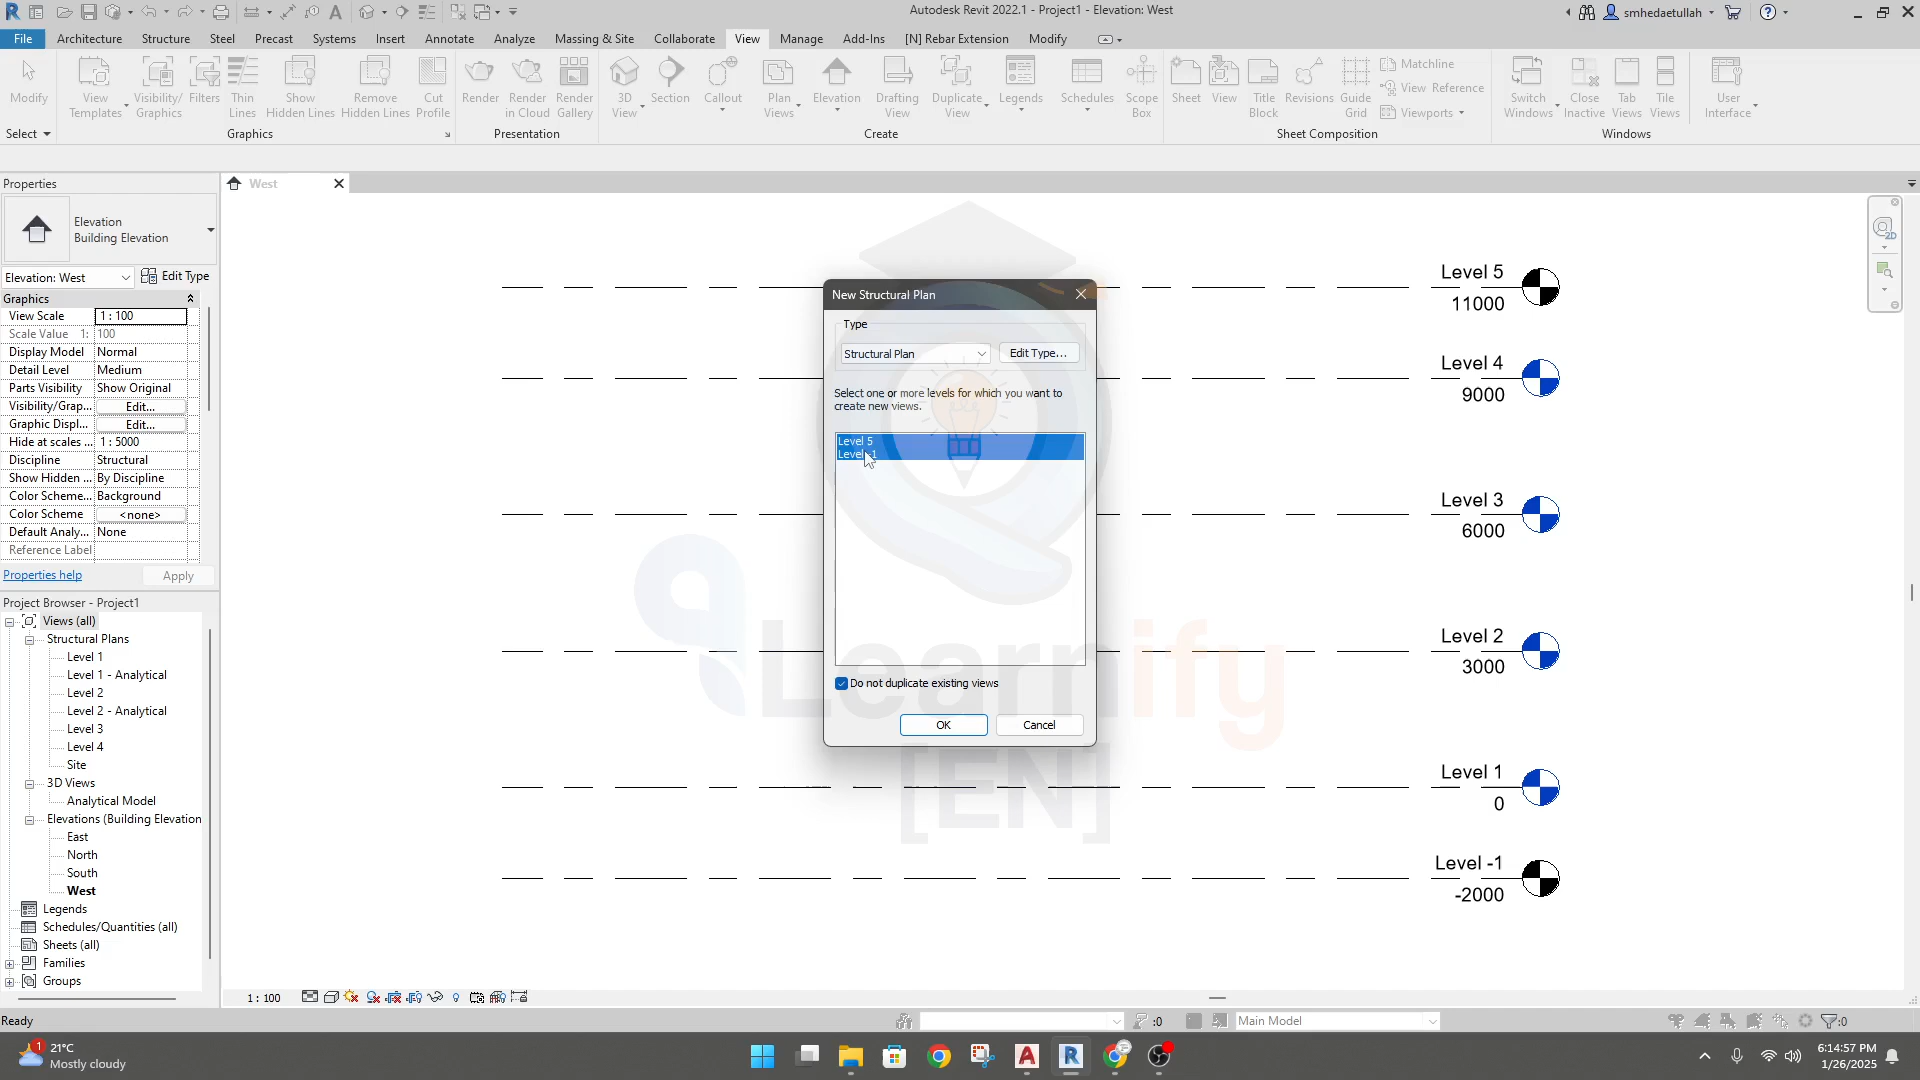 Autodesk Revit 2022.1 - Project1 - Elevation: West
smhedaetullah
File
Architecture
Structure
Steel
Precast
Systems
Insert
Annotate
Analyze
Massing & Site
Collaborate
View
Manage
Add-Ins
[N] Rebar Extension
Modify
Modify
View
Templates
Visibility/
Graphics
Filters
Thin
Lines
Show
Hidden Lines
Remove
Hidden Lines
Cut
Profile
Render
Render
in Cloud
Render
Gallery
3D
View
Section
Callout
Plan
Views
Elevation
Drafting
View
Duplicate
View
Legends
Schedules
Scope
Box
Sheet
View
Title
Block
Revisions
Guide
Grid
Matchline
View Reference
Viewports
Switch
Windows
Close
Inactive
Tab
Views
Tile
Views
User
Interface
Select
Graphics
Presentation
Create
Sheet Composition
Windows
Properties
West
Elevation
Building Elevation
Elevation: West
Edit Type
Graphics
View Scale 1 : 100
Scale Value 1: 100
Display Model Normal
Detail Level Medium
Parts Visibility Show Original
Visibility/Grap... Edit...
Graphic Displ... Edit...
Hide at scales ... 1 : 5000
Discipline Structural
Show Hidden ... By Discipline
Color Scheme... Background
Color Scheme <none>
Default Analy... None
Reference Label
Properties help
Apply
Project Browser - Project1
Views (all)
Structural Plans
Level 1
Level 1 - Analytical
Level 2
Level 2 - Analytical
Level 3
Level 4
Site
3D Views
Analytical Model
Elevations (Building Elevation
East
North
South
West
Legends
Schedules/Quantities (all)
Sheets (all)
Families
Groups
New Structural Plan
Type
Structural Plan
Edit Type...
Select one or more levels for which you want to
create new views.
Level 5
Level -1
Do not duplicate existing views
OK
Cancel
Level 5
11000
Level 4
9000
Level 3
6000
Level 2
3000
Level 1
0
Level -1
-2000
Learnify
[EN]
1 : 100
Ready
:0
Main Model
:0
1
21°C
Mostly cloudy
6:14:57 PM
1/26/2025